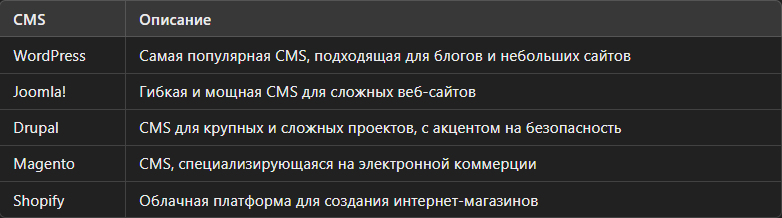 CMS Описание
WordPress Самая популярная CMS, подходящая для блогов и небольших сайтов
Joomla! Гибкая и мощная CMS для сложных веб-сайтов
Drupal CMS для крупных и сложных проектов, с акцентом на безопасность
Magento CMS, специализирующаяся на электронной коммерции
Shopify Облачная платформа для создания интернет-магазинов